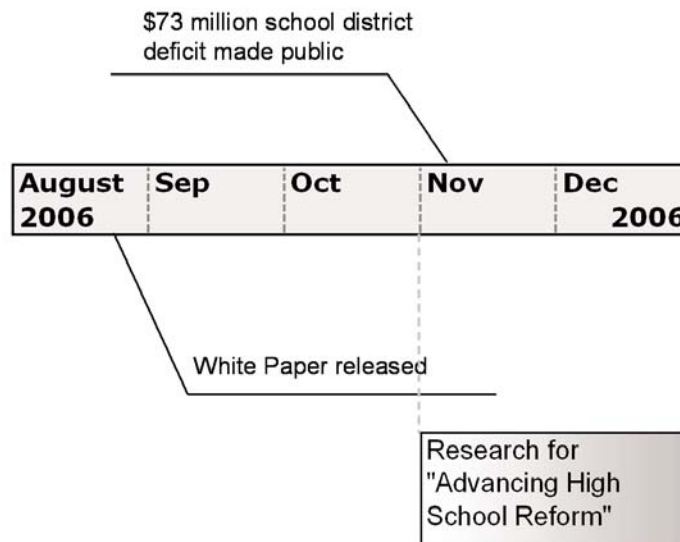 $73 million school district
deficit made public
August Sep Oct Nov Dec
2006 2006
White Paper released
Research for
"Advancing High
School Reform"